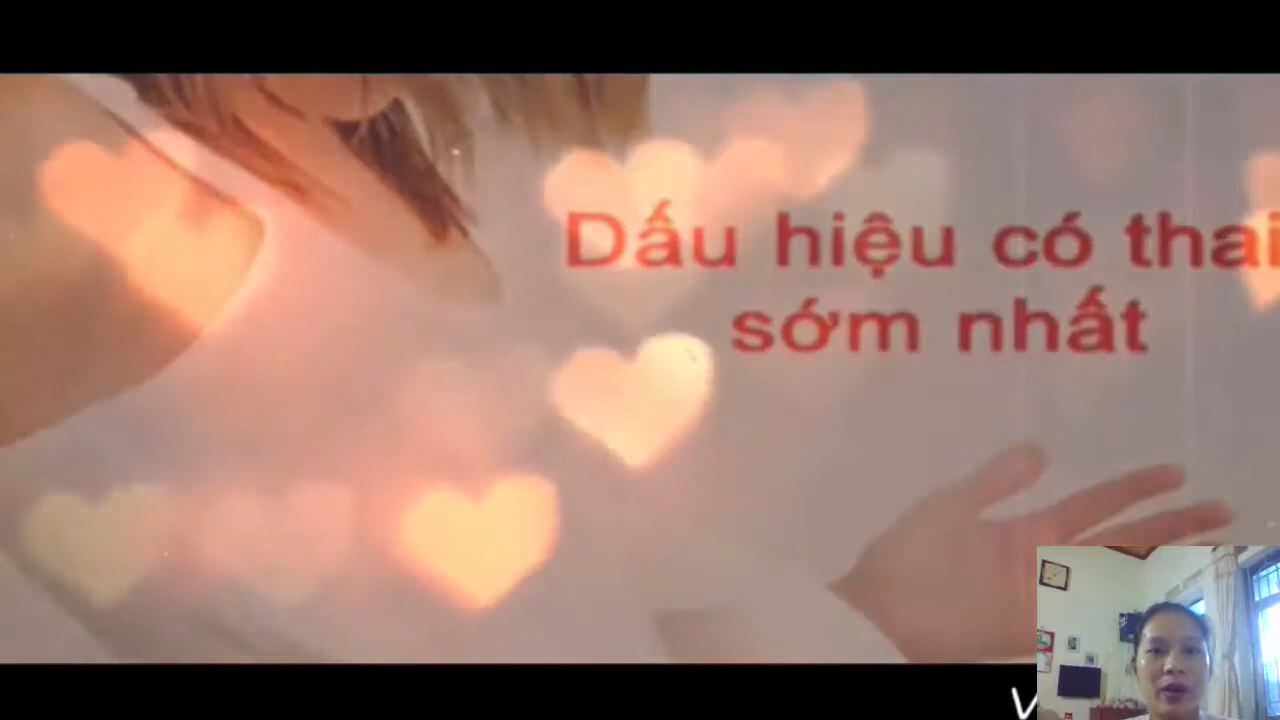 Dấu hiệu có thai
sớm nhất
V